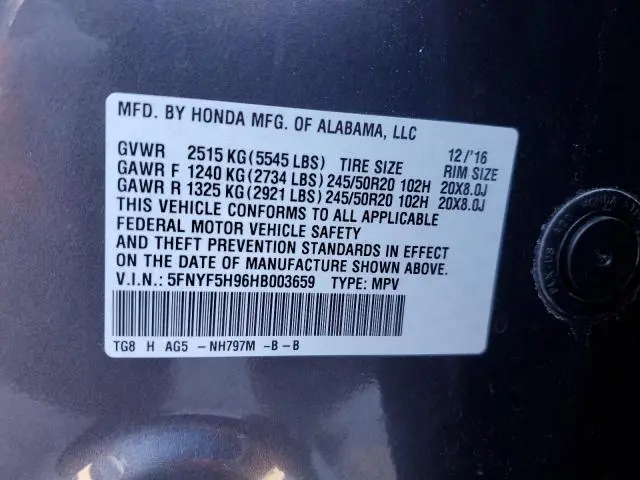 MFD. BY HONDA MFG. OF ALABAMA, LLC
GVWR 2515 KG (5545 LBS) TIRE SIZE 12/'16 RIM SIZE
GAWR F 1240 KG (2734 LBS) 245/50R20 102H 20X8.0J
GAWR R 1325 KG (2921 LBS) 245/50R20 102H 20X8.0J
THIS VEHICLE CONFORMS TO ALL APPLICABLE
FEDERAL MOTOR VEHICLE SAFETY
AND THEFT PREVENTION STANDARDS IN EFFECT
ON THE DATE OF MANUFACTURE SHOWN ABOVE.
V.I.N.: 5FNYF5H96HB003659 TYPE: MPV
TG8 H AG5 -NH797M -B-B
HONDA